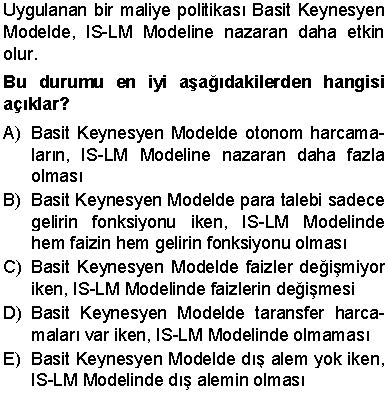 Uygulanan bir maliye politikası Basit Keynesyen
Modelde, IS-LM Modeline nazaran daha etkin
olur.
Bu durumu en iyi aşağıdakilerden hangisi
açıklar?
A) Basit Keynesyen Modelde otonom harcama-
ların, IS-LM Modeline nazaran daha fazla
olması
B) Basit Keynesyen Modelde para talebi sadece
gelirin fonksiyonu iken, IS-LM Modelinde
hem faizin hem gelirin fonksiyonu olması
C) Basit Keynesyen Modelde faizler değişmiyor
iken, IS-LM Modelinde faizlerin değişmesi
D) Basit Keynesyen Modelde taransfer harca-
maları var iken, IS-LM Modelinde olmaması
E) Basit Keynesyen Modelde dış alem yok iken,
IS-LM Modelinde dış alemin olması